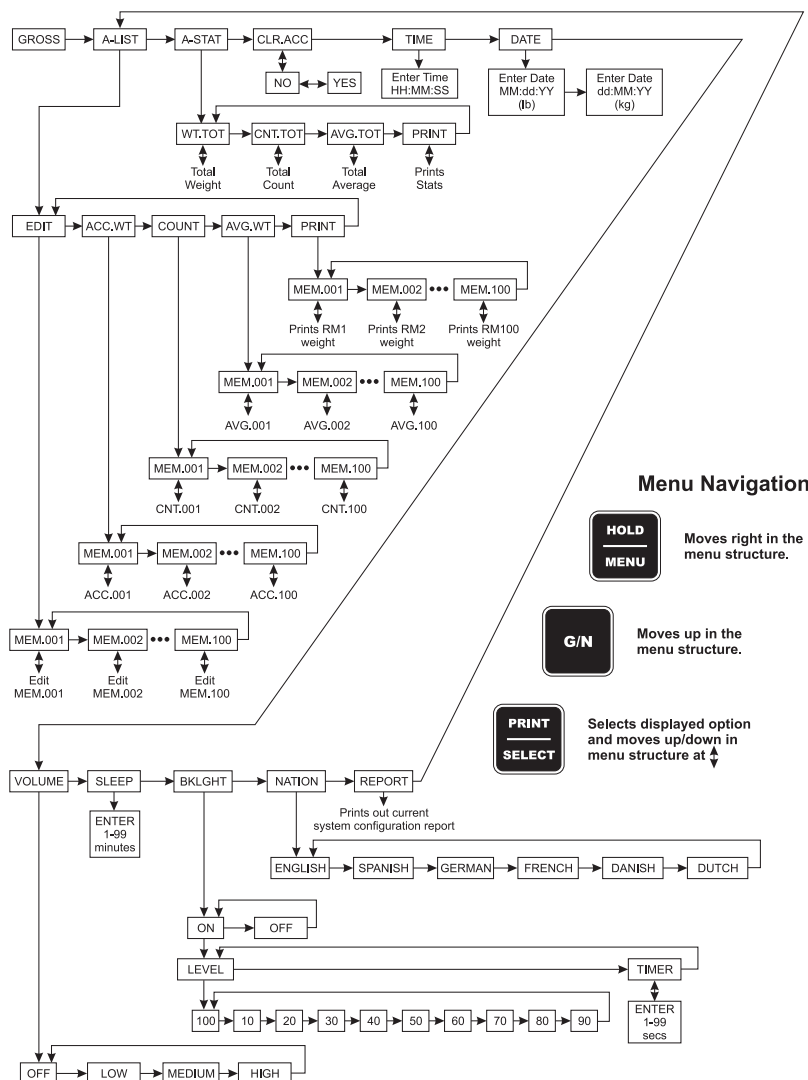 GROSS A-LIST A-STAT CLR.ACC TIME DATE
NO YES
Enter Time
HH:MM:SS
Enter Date
MM:dd:YY
(lb)
Enter Date
dd:MM:YY
(kg)
WT.TOT CNT.TOT AVG.TOT PRINT
Total
Weight
Total
Count
Total
Average
Prints
Stats
EDIT ACC.WT COUNT AVG.WT PRINT
MEM.001 MEM.002 ••• MEM.100
Prints RM1
weight
Prints RM2
weight
Prints RM100
weight
MEM.001 MEM.002 ••• MEM.100
AVG.001 AVG.002 AVG.100
MEM.001 MEM.002 ••• MEM.100
CNT.001 CNT.002 CNT.100
MEM.001 MEM.002 ••• MEM.100
ACC.001 ACC.002 ACC.100
MEM.001 MEM.002 ••• MEM.100
Edit
MEM.001
Edit
MEM.002
Edit
MEM.100
Menu Navigation
HOLD
MENU
Moves right in the
menu structure.
G/N
Moves up in the
menu structure.
PRINT
SELECT
Selects displayed option
and moves up/down in
menu structure at
VOLUME SLEEP BKLGHT NATION REPORT
ENTER
1-99
minutes
Prints out current
system configuration report
ENGLISH SPANISH GERMAN FRENCH DANISH DUTCH
ON OFF
LEVEL TIMER
100 10 20 30 40 50 60 70 80 90
ENTER
1-99
secs
OFF LOW MEDIUM HIGH